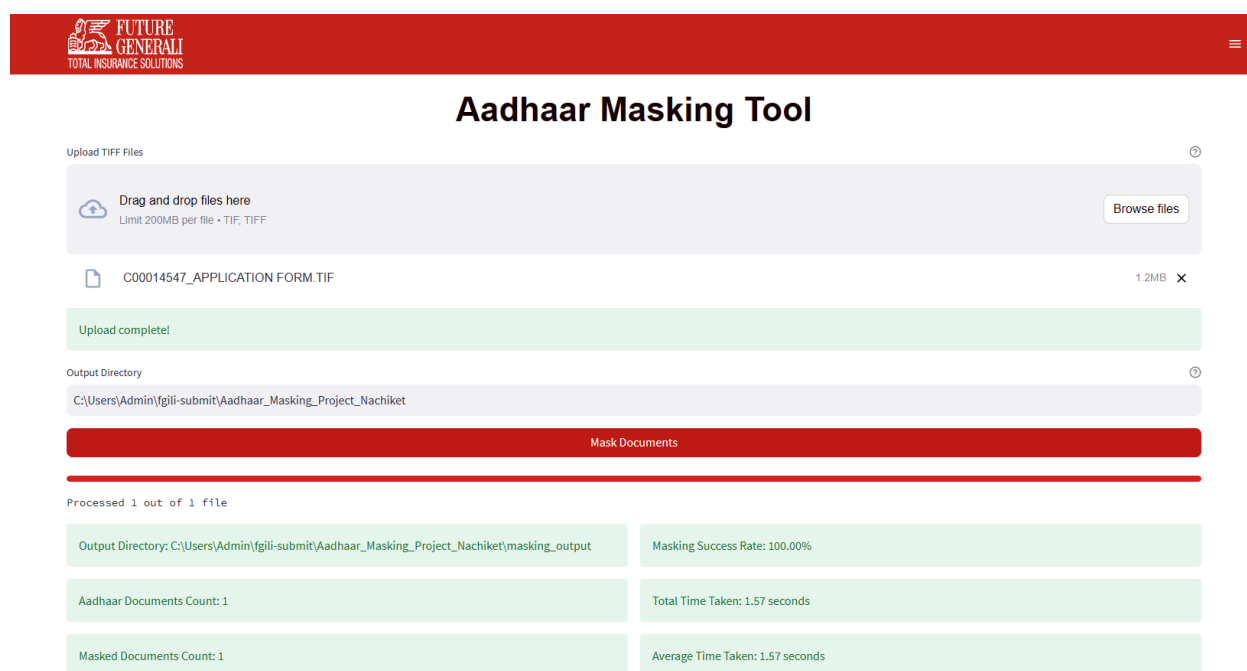 FUTURE
GENERALI
TOTAL INSURANCE SOLUTIONS
Aadhaar Masking Tool
Upload TIFF Files
Drag and drop files here
Limit 200MB per file • TIF, TIFF
Browse files
C00014547_APPLICATION FORM.TIF
1.2MB
Upload complete!
Output Directory
C:\Users\Admin\fgili-submit\Aadhaar_Masking_Project_Nachiket
Mask Documents
Processed 1 out of 1 file
Output Directory: C:\Users\Admin\fgili-submit\Aadhaar_Masking_Project_Nachiket\masking_output
Masking Success Rate: 100.00%
Aadhaar Documents Count: 1
Total Time Taken: 1.57 seconds
Masked Documents Count: 1
Average Time Taken: 1.57 seconds